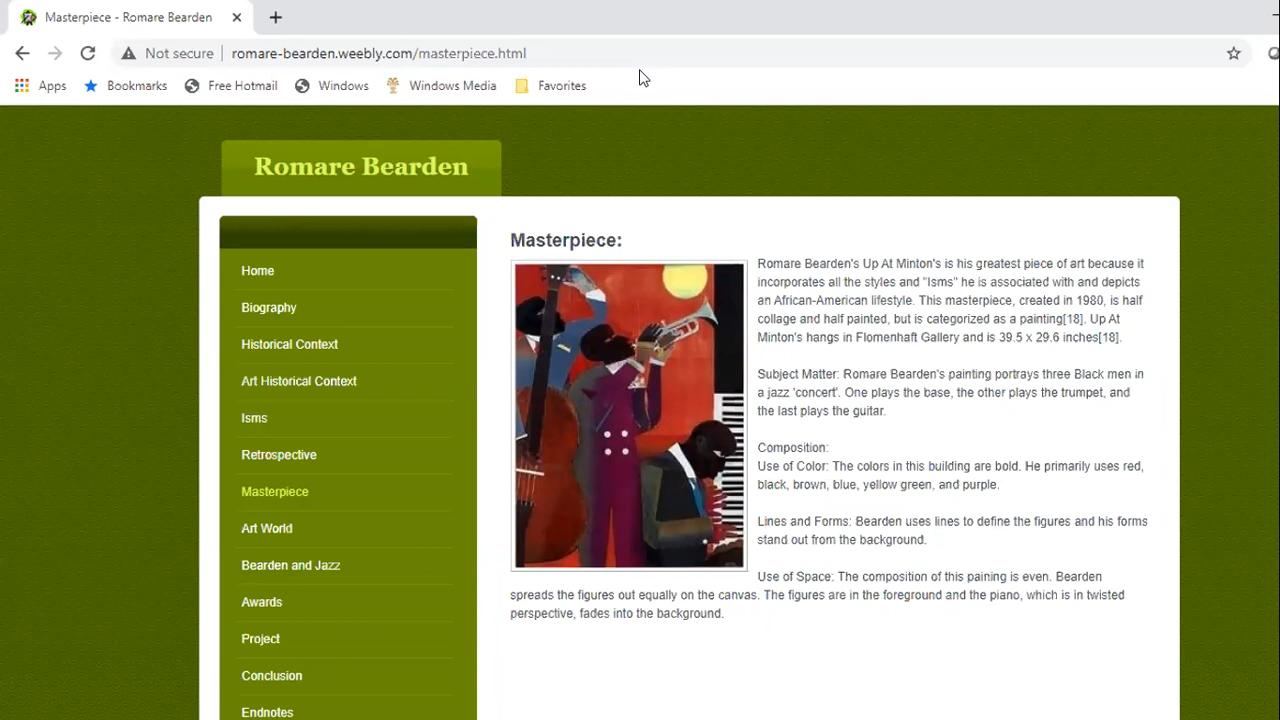 Masterpiece - Romare Bearden
Not secure romare-bearden.weebly.com/masterpiece.html
Apps Bookmarks Free Hotmail Windows Windows Media Favorites
Romare Bearden
Home
Biography
Historical Context
Art Historical Context
Isms
Retrospective
Masterpiece
Art World
Bearden and Jazz
Awards
Project
Conclusion
Endnotes
Masterpiece:
Romare Bearden's Up At Minton's is his greatest piece of art because it
incorporates all the styles and "Isms" he is associated with and depicts
an African-American lifestyle. This masterpiece, created in 1980, is half
collage and half painted, but is categorized as a painting[18]. Up At
Minton's hangs in Flomenhaft Gallery and is 39.5 x 29.6 inches[18].
Subject Matter: Romare Bearden's painting portrays three Black men in
a jazz 'concert'. One plays the base, the other plays the trumpet, and
the last plays the guitar.
Composition:
Use of Color: The colors in this building are bold. He primarily uses red,
black, brown, blue, yellow green, and purple.
Lines and Forms: Bearden uses lines to define the figures and his forms
stand out from the background.
Use of Space: The composition of this paining is even. Bearden
spreads the figures out equally on the canvas. The figures are in the foreground and the piano, which is in twisted
perspective, fades into the background.